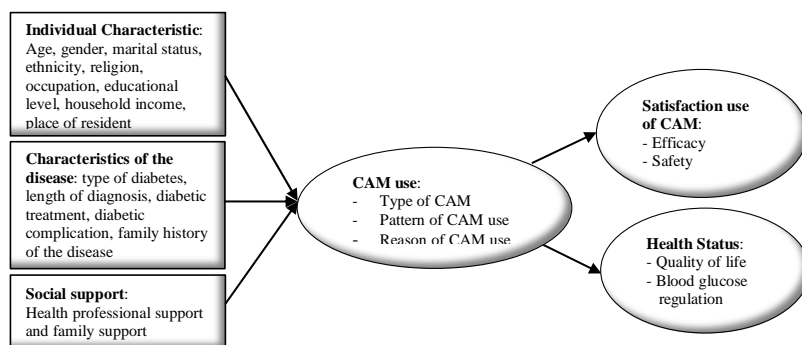 Individual Characteristic:
Age, gender, marital status,
ethnicity, religion,
occupation, educational
level, household income,
place of resident
Characteristics of the
disease: type of diabetes,
length of diagnosis, diabetic
treatment, diabetic
complication, family history
of the disease
Social support:
Health professional support
and family support
CAM use:
- Type of CAM
- Pattern of CAM use
- Reason of CAM use
Satisfaction use
of CAM:
- Efficacy
- Safety
Health Status:
- Quality of life
- Blood glucose
regulation